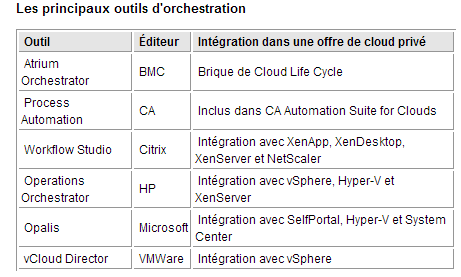 Les principaux outils d'orchestration
Outil Éditeur Intégration dans une offre de cloud privé
Atrium
Orchestrator BMC Brique de Cloud Life Cycle
Process
Automation CA Inclus dans CA Automation Suite for Clouds
Workflow Studio Citrix Intégration avec XenApp, XenDesktop,
XenServer et NetScaler
Operations
Orchestrator HP Intégration avec vSphere, Hyper-V et
XenServer
Opalis Microsoft Intégration avec SelfPortal, Hyper-V et System
Center
vCloud Director VMWare Intégration avec vSphere